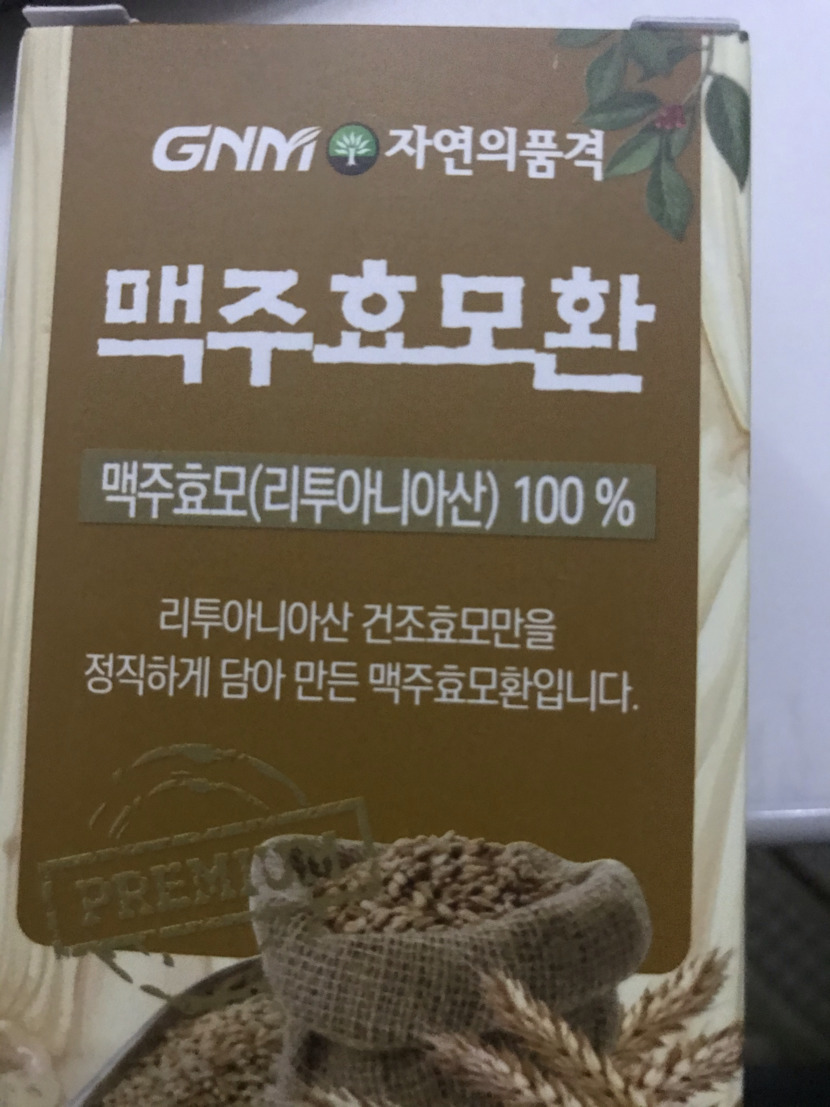 GNM 자연의품격
맥주효모환
맥주효모(리투아니아산) 100 %
리투아니아산 건조효모만을
정직하게 담아 만든 맥주효모환입니다.
PREMIUM